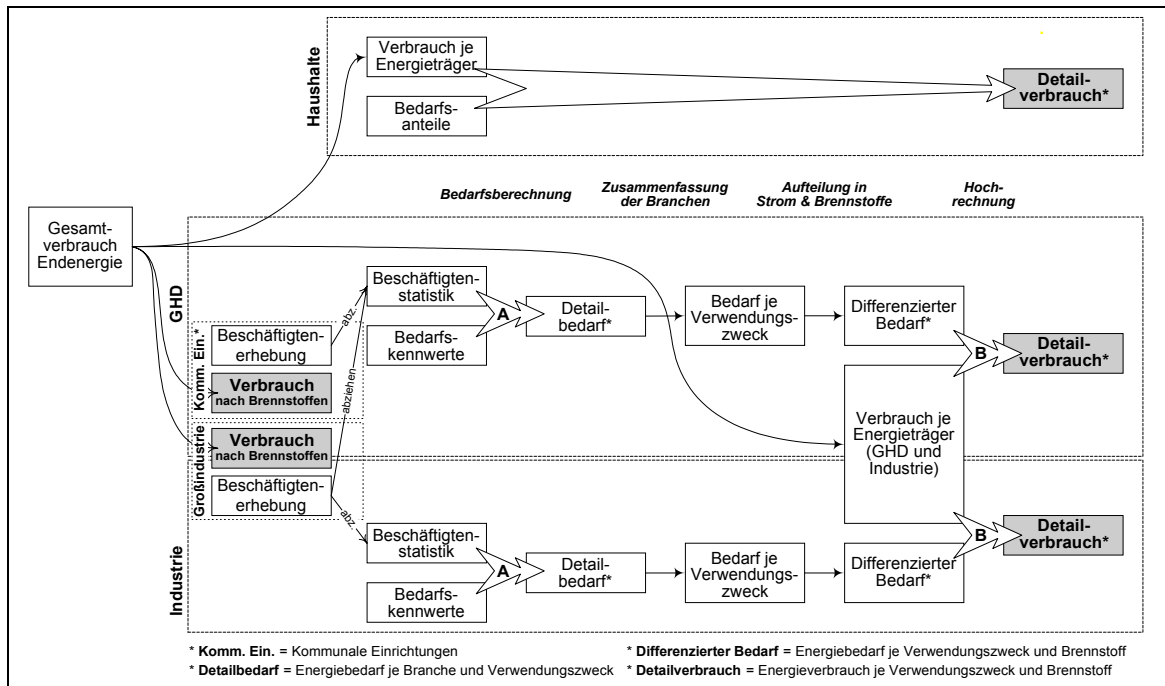 Haushalte
Verbrauch je
Energieträger
Bedarfs-
anteile
Detail-
verbrauch*
Bedarfsberechnung
Zusammenfassung
der Branchen
Aufteilung in
Strom & Brennstoffe
Hoch-
rechnung
Gesamt-
verbrauch
Endenergie
GHD
Komm. Ein.*
Beschäftigten-
erhebung
Verbrauch
nach Brennstoffen
abz.
abziehen
Beschäftigten-
statistik
Bedarfs-
kennwerte
A
Detail-
bedarf*
Bedarf je
Verwendungs-
zweck
Differenzierter
Bedarf*
B
Detail-
verbrauch*
Verbrauch je
Energieträger
(GHD und
Industrie)
Großindustrie
Verbrauch
nach Brennstoffen
Beschäftigten-
erhebung
abz.
Industrie
Beschäftigten-
statistik
Bedarfs-
kennwerte
A
Detail-
bedarf*
Bedarf je
Verwendungs-
zweck
Differenzierter
Bedarf*
B
Detail-
verbrauch*
* Komm. Ein. = Kommunale Einrichtungen
* Detailbedarf = Energiebedarf je Branche und Verwendungszweck
* Differenzierter Bedarf = Energiebedarf je Verwendungszweck und Brennstoff
* Detailverbrauch = Energieverbrauch je Verwendungszweck und Brennstoff